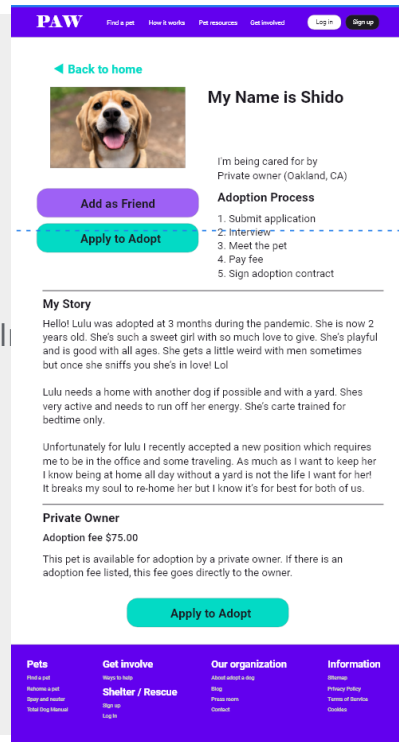 PAW
Find a pet How it works Pet resources Get involved Log in Sign up
◀ Back to home
My Name is Shido
I'm being cared for by
Private owner (Oakland, CA)
Add as Friend
Apply to Adopt
Adoption Process
1. Submit application
2. Interview
3. Meet the pet
4. Pay fee
5. Sign adoption contract
My Story
Hello! Lulu was adopted at 3 months during the pandemic. She is now 2
years old. She's such a sweet girl with so much love to give. She's playful
and is good with all ages. She gets a little weird with men sometimes
but once she sniffs you she's in love! Lol
Lulu needs a home with another dog if possible and with a yard. Shes
very active and needs to run off her energy. She's carte trained for
bedtime only.
Unfortunately for lulu I recently accepted a new position which requires
me to be in the office and some traveling. As much as I want to keep her
I know being at home all day without a yard is not the life I want for her!
It breaks my soul to re-home her but I know it's for best for both of us.
Private Owner
Adoption fee $75.00
This pet is available for adoption by a private owner. If there is an
adoption fee listed, this fee goes directly to the owner.
Apply to Adopt
Pets
Find a pet
Rehome a pet
Spay and neuter
Total Dog Manual
Get involve
Ways to help
Shelter / Rescue
Sign up
Log in
Our organization
About adopt a dog
Blog
Press room
Contact
Information
Sitemap
Privacy Policy
Terms of Service
Cookies